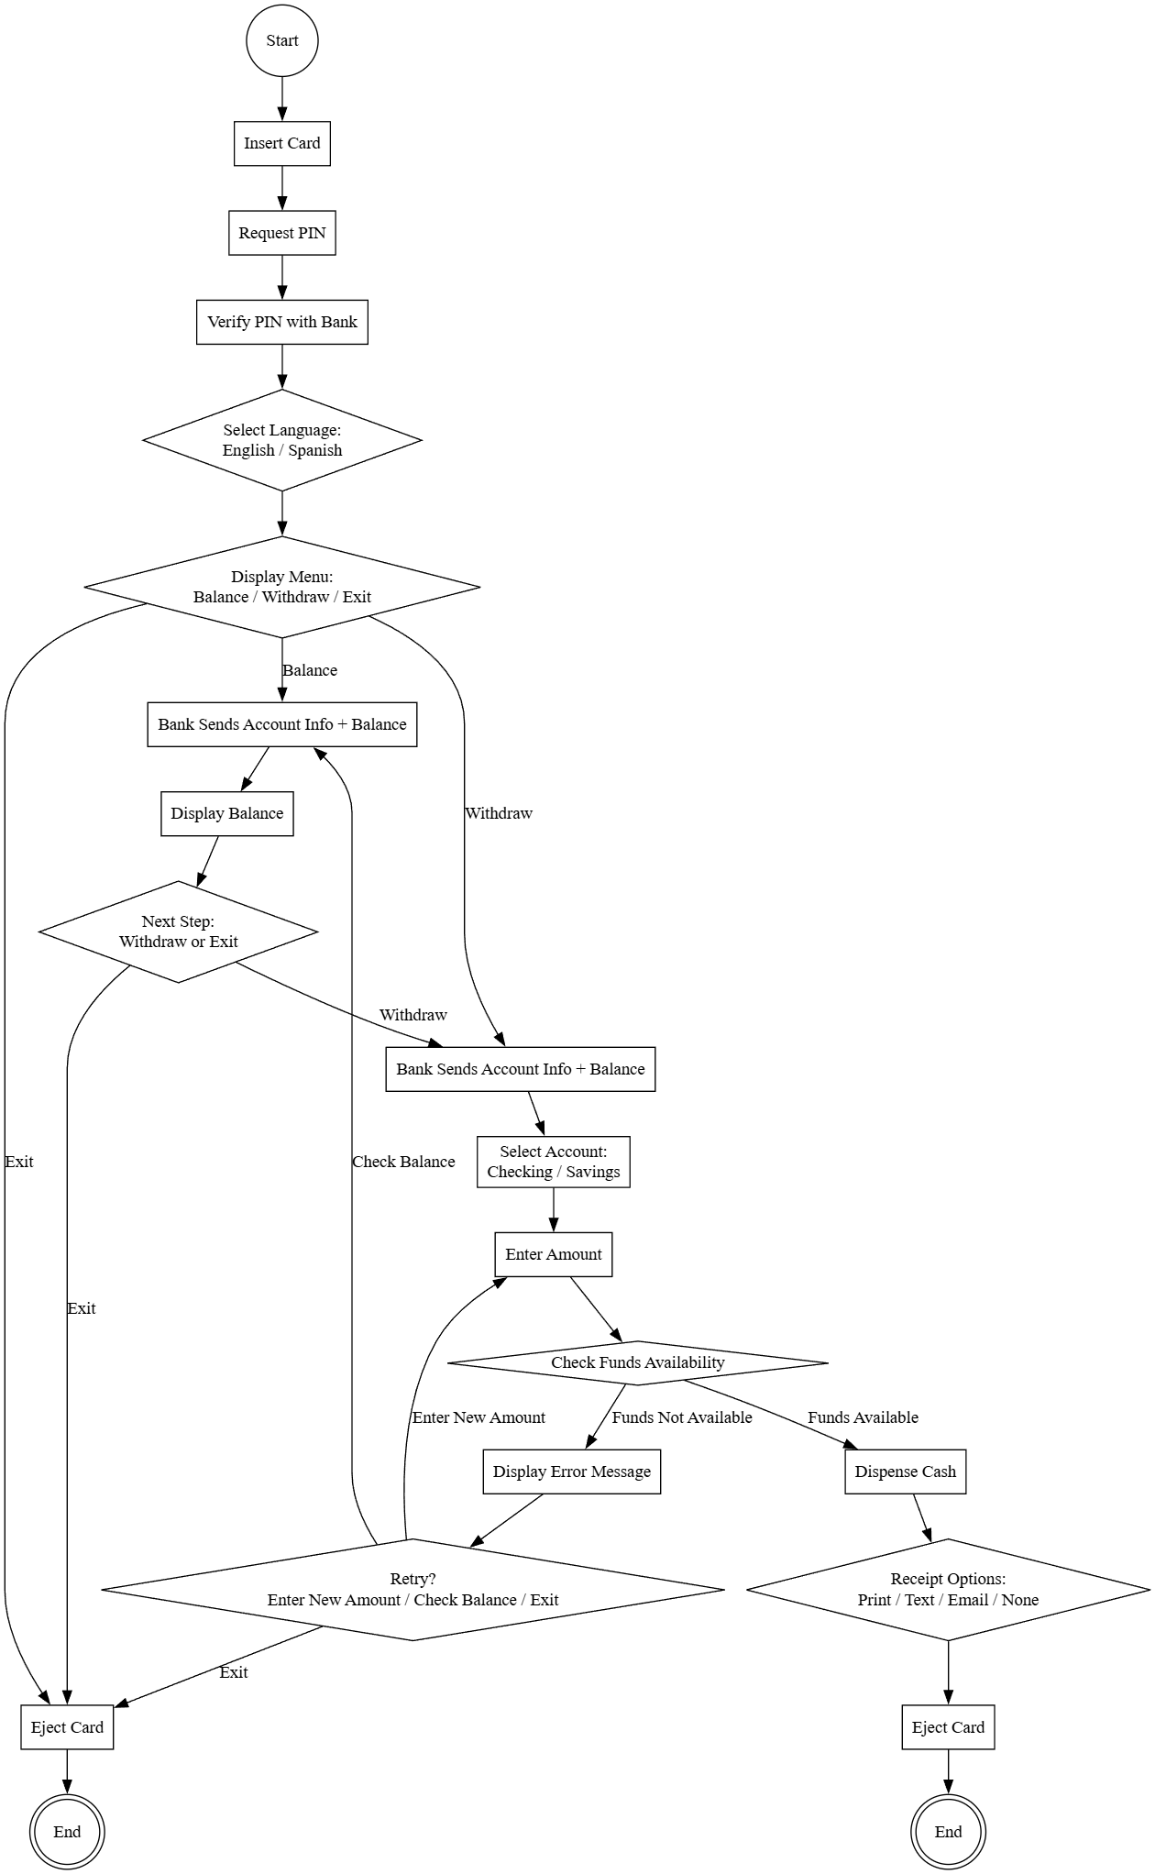 Start
Insert Card
Request PIN
Verify PIN with Bank
Select Language:
English / Spanish
Display Menu:
Balance / Withdraw / Exit
Balance
Bank Sends Account Info + Balance
Display Balance
Withdraw
Next Step:
Withdraw or Exit
Withdraw
Bank Sends Account Info + Balance
Select Account:
Checking / Savings
Exit
Check Balance
Enter Amount
Exit
Check Funds Availability
Enter New Amount
Funds Not Available
Funds Available
Display Error Message
Dispense Cash
Retry?
Enter New Amount / Check Balance / Exit
Receipt Options:
Print / Text / Email / None
Exit
Eject Card
Eject Card
End
End